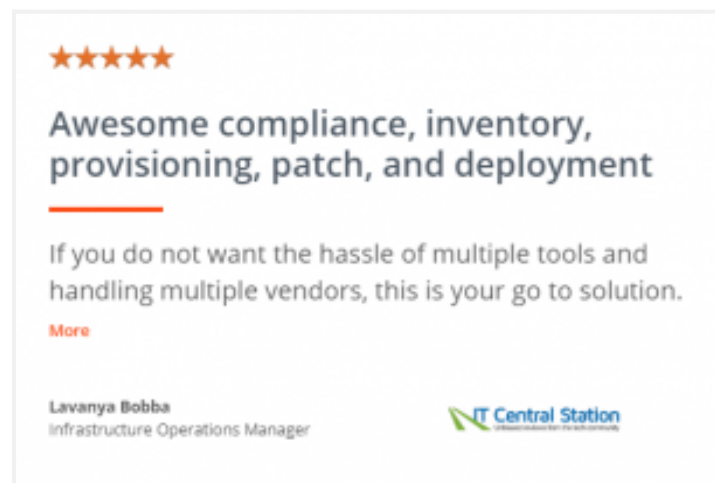 Awesome compliance, inventory,
provisioning, patch, and deployment
If you do not want the hassle of multiple tools and
handling multiple vendors, this is your go to solution.
More
Lavanya Bobba
Infrastructure Operations Manager
IT Central Station